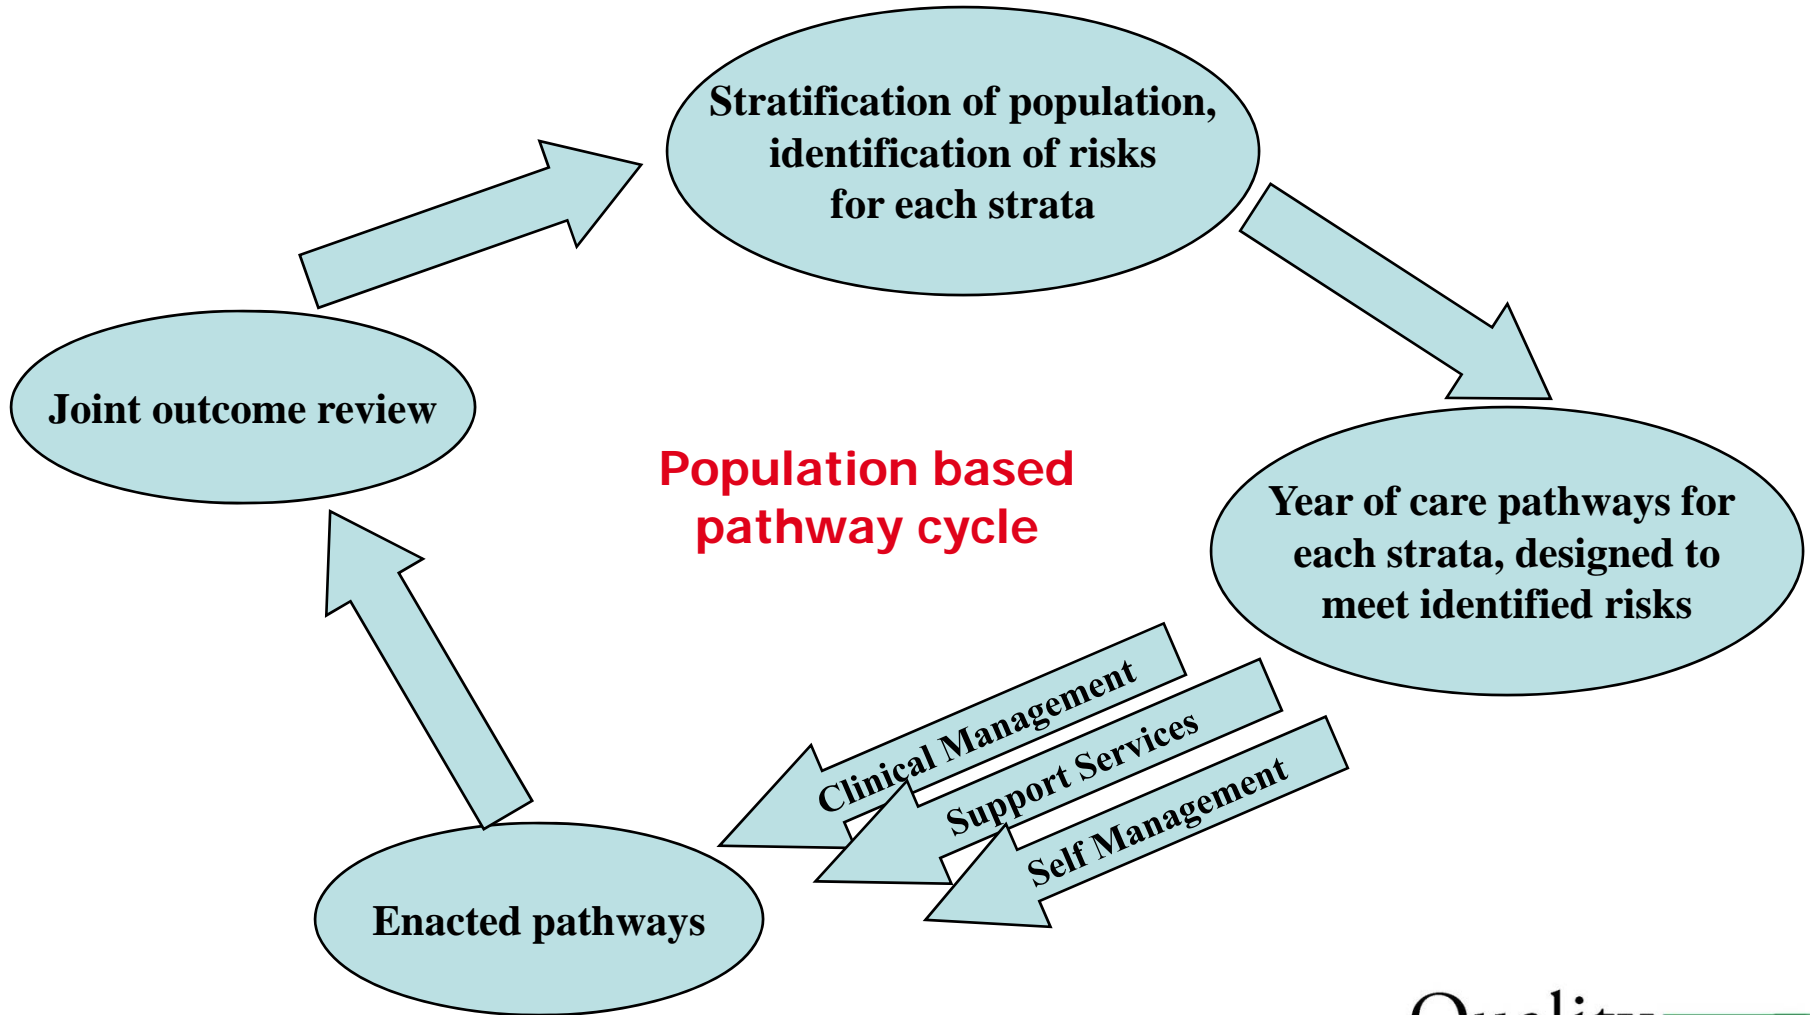 Stratification of population,
identification of risks
for each strata
Joint outcome review
Population based
pathway cycle
Year of care pathways for
each strata, designed to
meet identified risks
Clinical Management
Support Services
Self Management
Enacted pathways
Quality